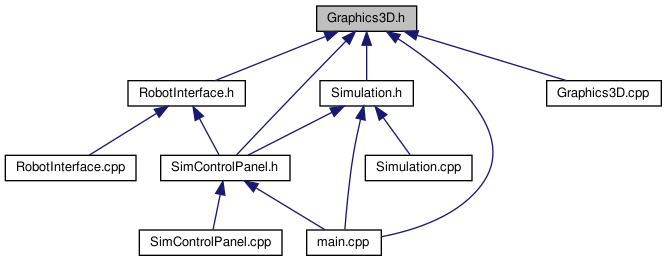 Graphics3D.h
RobotInterface.h
Simulation.h
Graphics3D.cpp
RobotInterface.cpp
SimControlPanel.h
Simulation.cpp
SimControlPanel.cpp
main.cpp